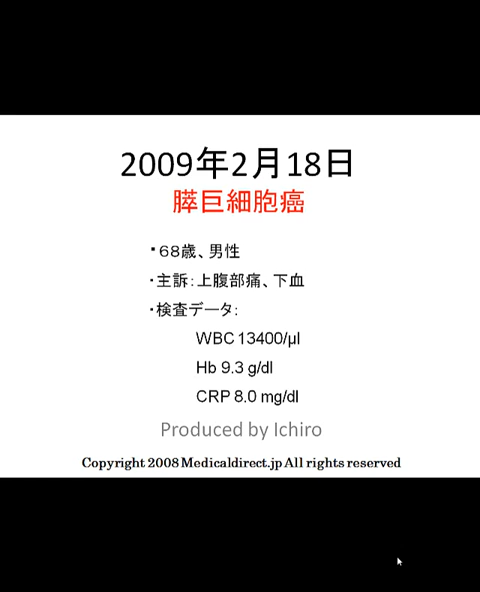 2009年2月18日
膵巨細胞癌
・68歳、男性
・主訴：上腹部痛、下血
・検査データ：
WBC 13400/μl
Hb 9.3 g/dl
CRP 8.0 mg/dl
Produced by Ichiro
Copyright 2008 Medicaldirect.jp All rights reserved